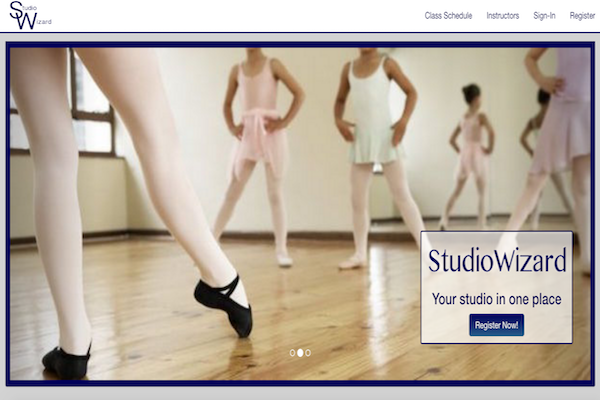 Studio
Wizard
Class Schedule Instructors Sign-In Register
StudioWizard
Your studio in one place
Register Now!